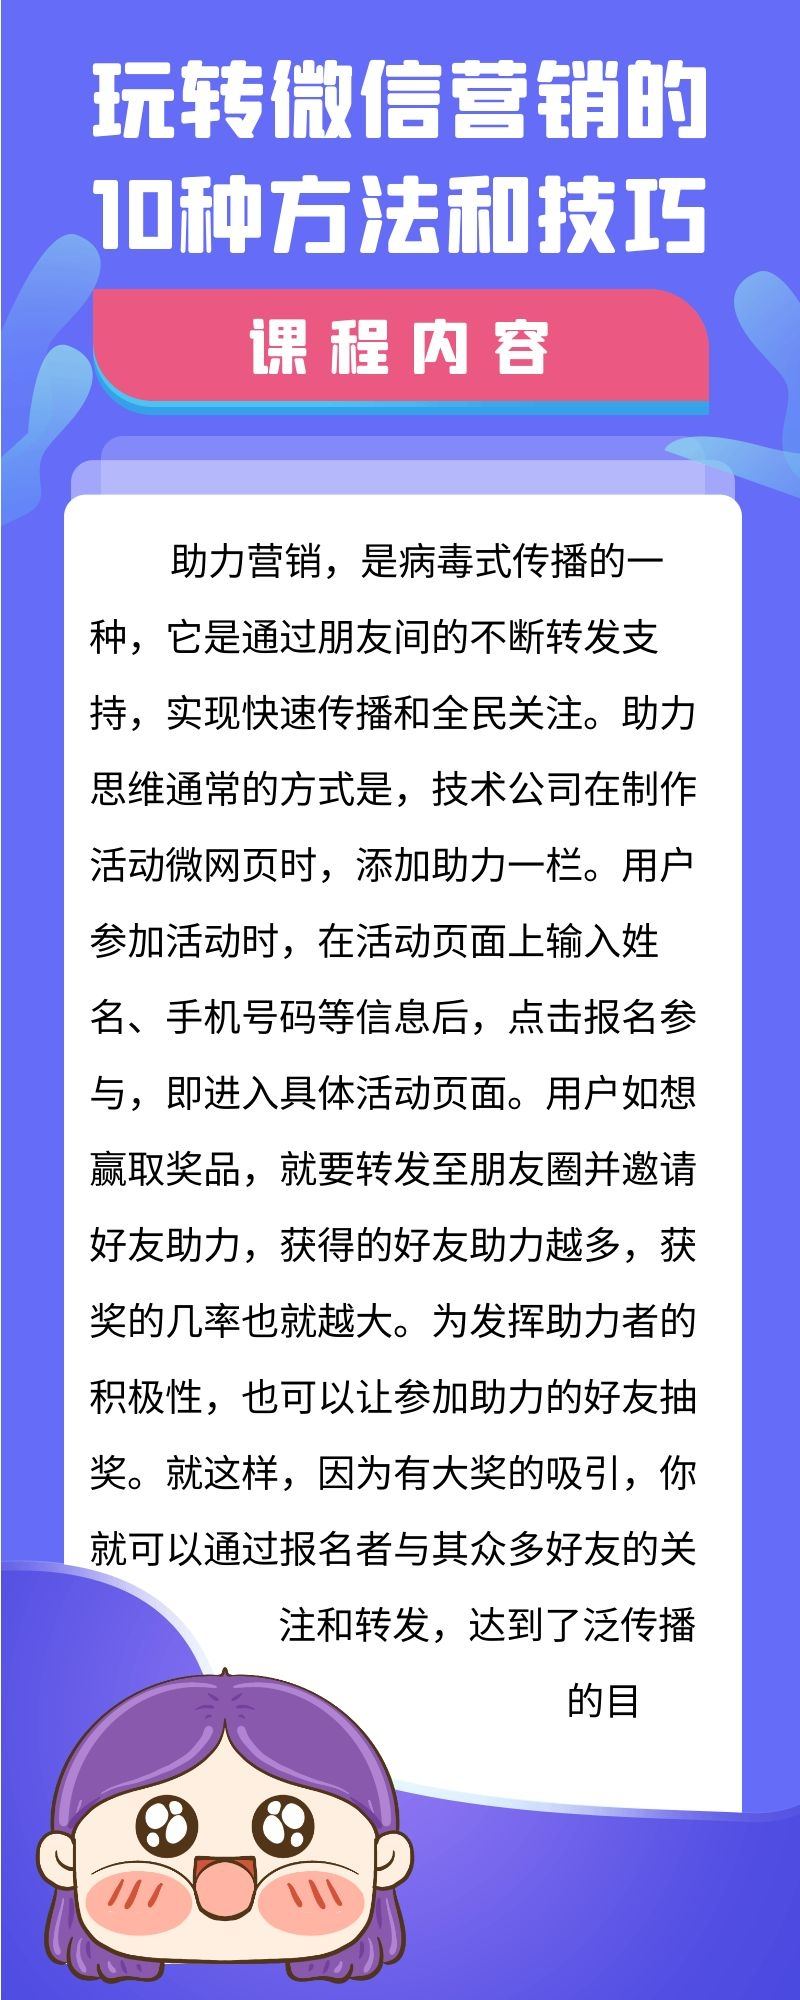 玩转微信营销的
10种方法和技巧
课程内容
助力营销，是病毒式传播的一
种，它是通过朋友间的不断转发支
持，实现快速传播和全民关注。助力
思维通常的方式是，技术公司在制作
活动微网页时，添加助力一栏。用户
参加活动时，在活动页面上输入姓
名、手机号码等信息后，点击报名参
与，即进入具体活动页面。用户如想
赢取奖品，就要转发至朋友圈并邀请
好友助力，获得的好友助力越多，获
奖的几率也就越大。为发挥助力者的
积极性，也可以让参加助力的好友抽
奖。就这样，因为有大奖的吸引，你
就可以通过报名者与其众多好友的关
注和转发，达到了泛传播
的目